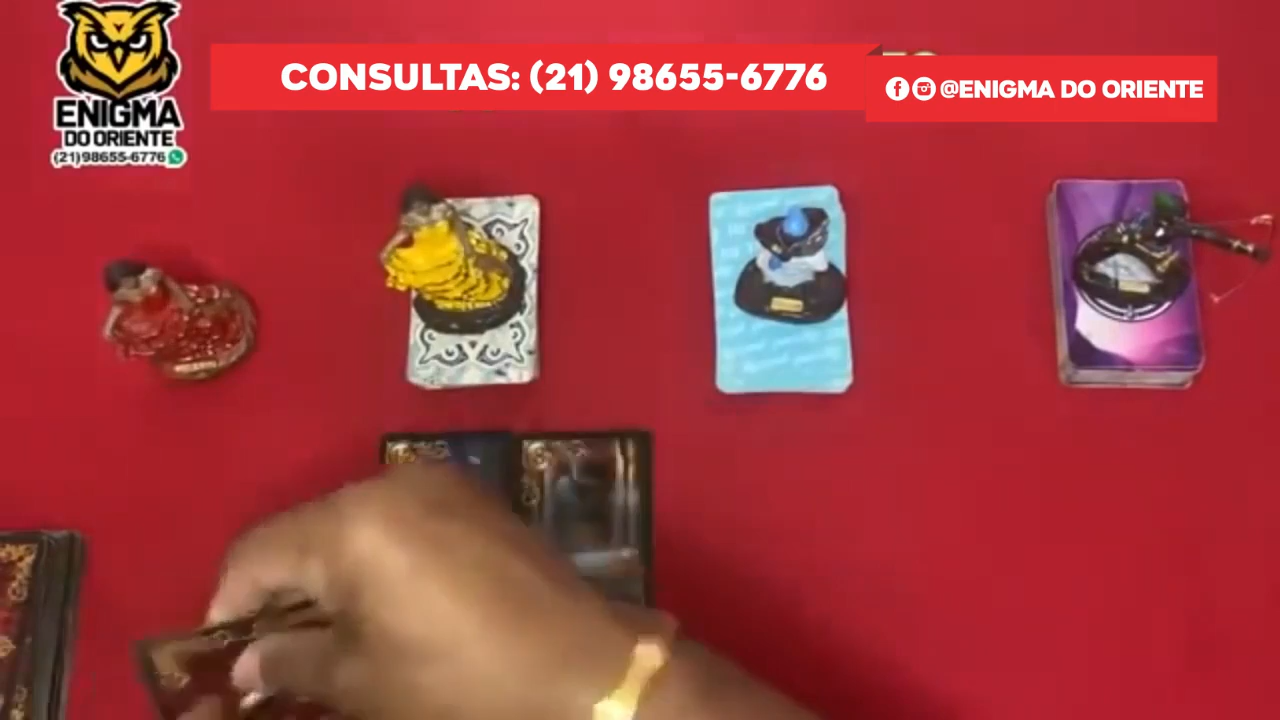 ENIGMA
DO ORIENTE
(21)98655-6776
CONSULTAS: (21) 98655-6776
@ENIGMA DO ORIENTE